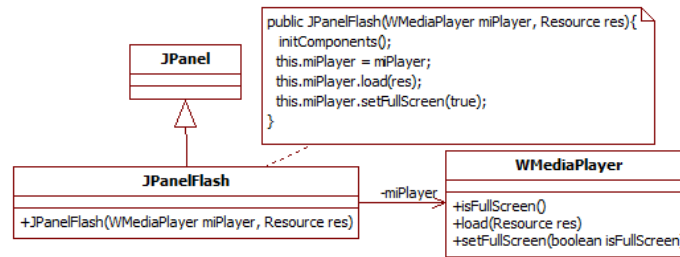 public JPanelFlash(WMediaPlayer miPlayer, Resource res){
initComponents();
this.miPlayer = miPlayer;
this.miPlayer.load(res);
this.miPlayer.setFullScreen(true);
}
JPanel
JPanelFlash
+JPanelFlash(WMediaPlayer miPlayer, Resource res)
-miPlayer
WMediaPlayer
+isFullScreen()
+load(Resource res)
+setFullScreen(boolean isFullScreen)